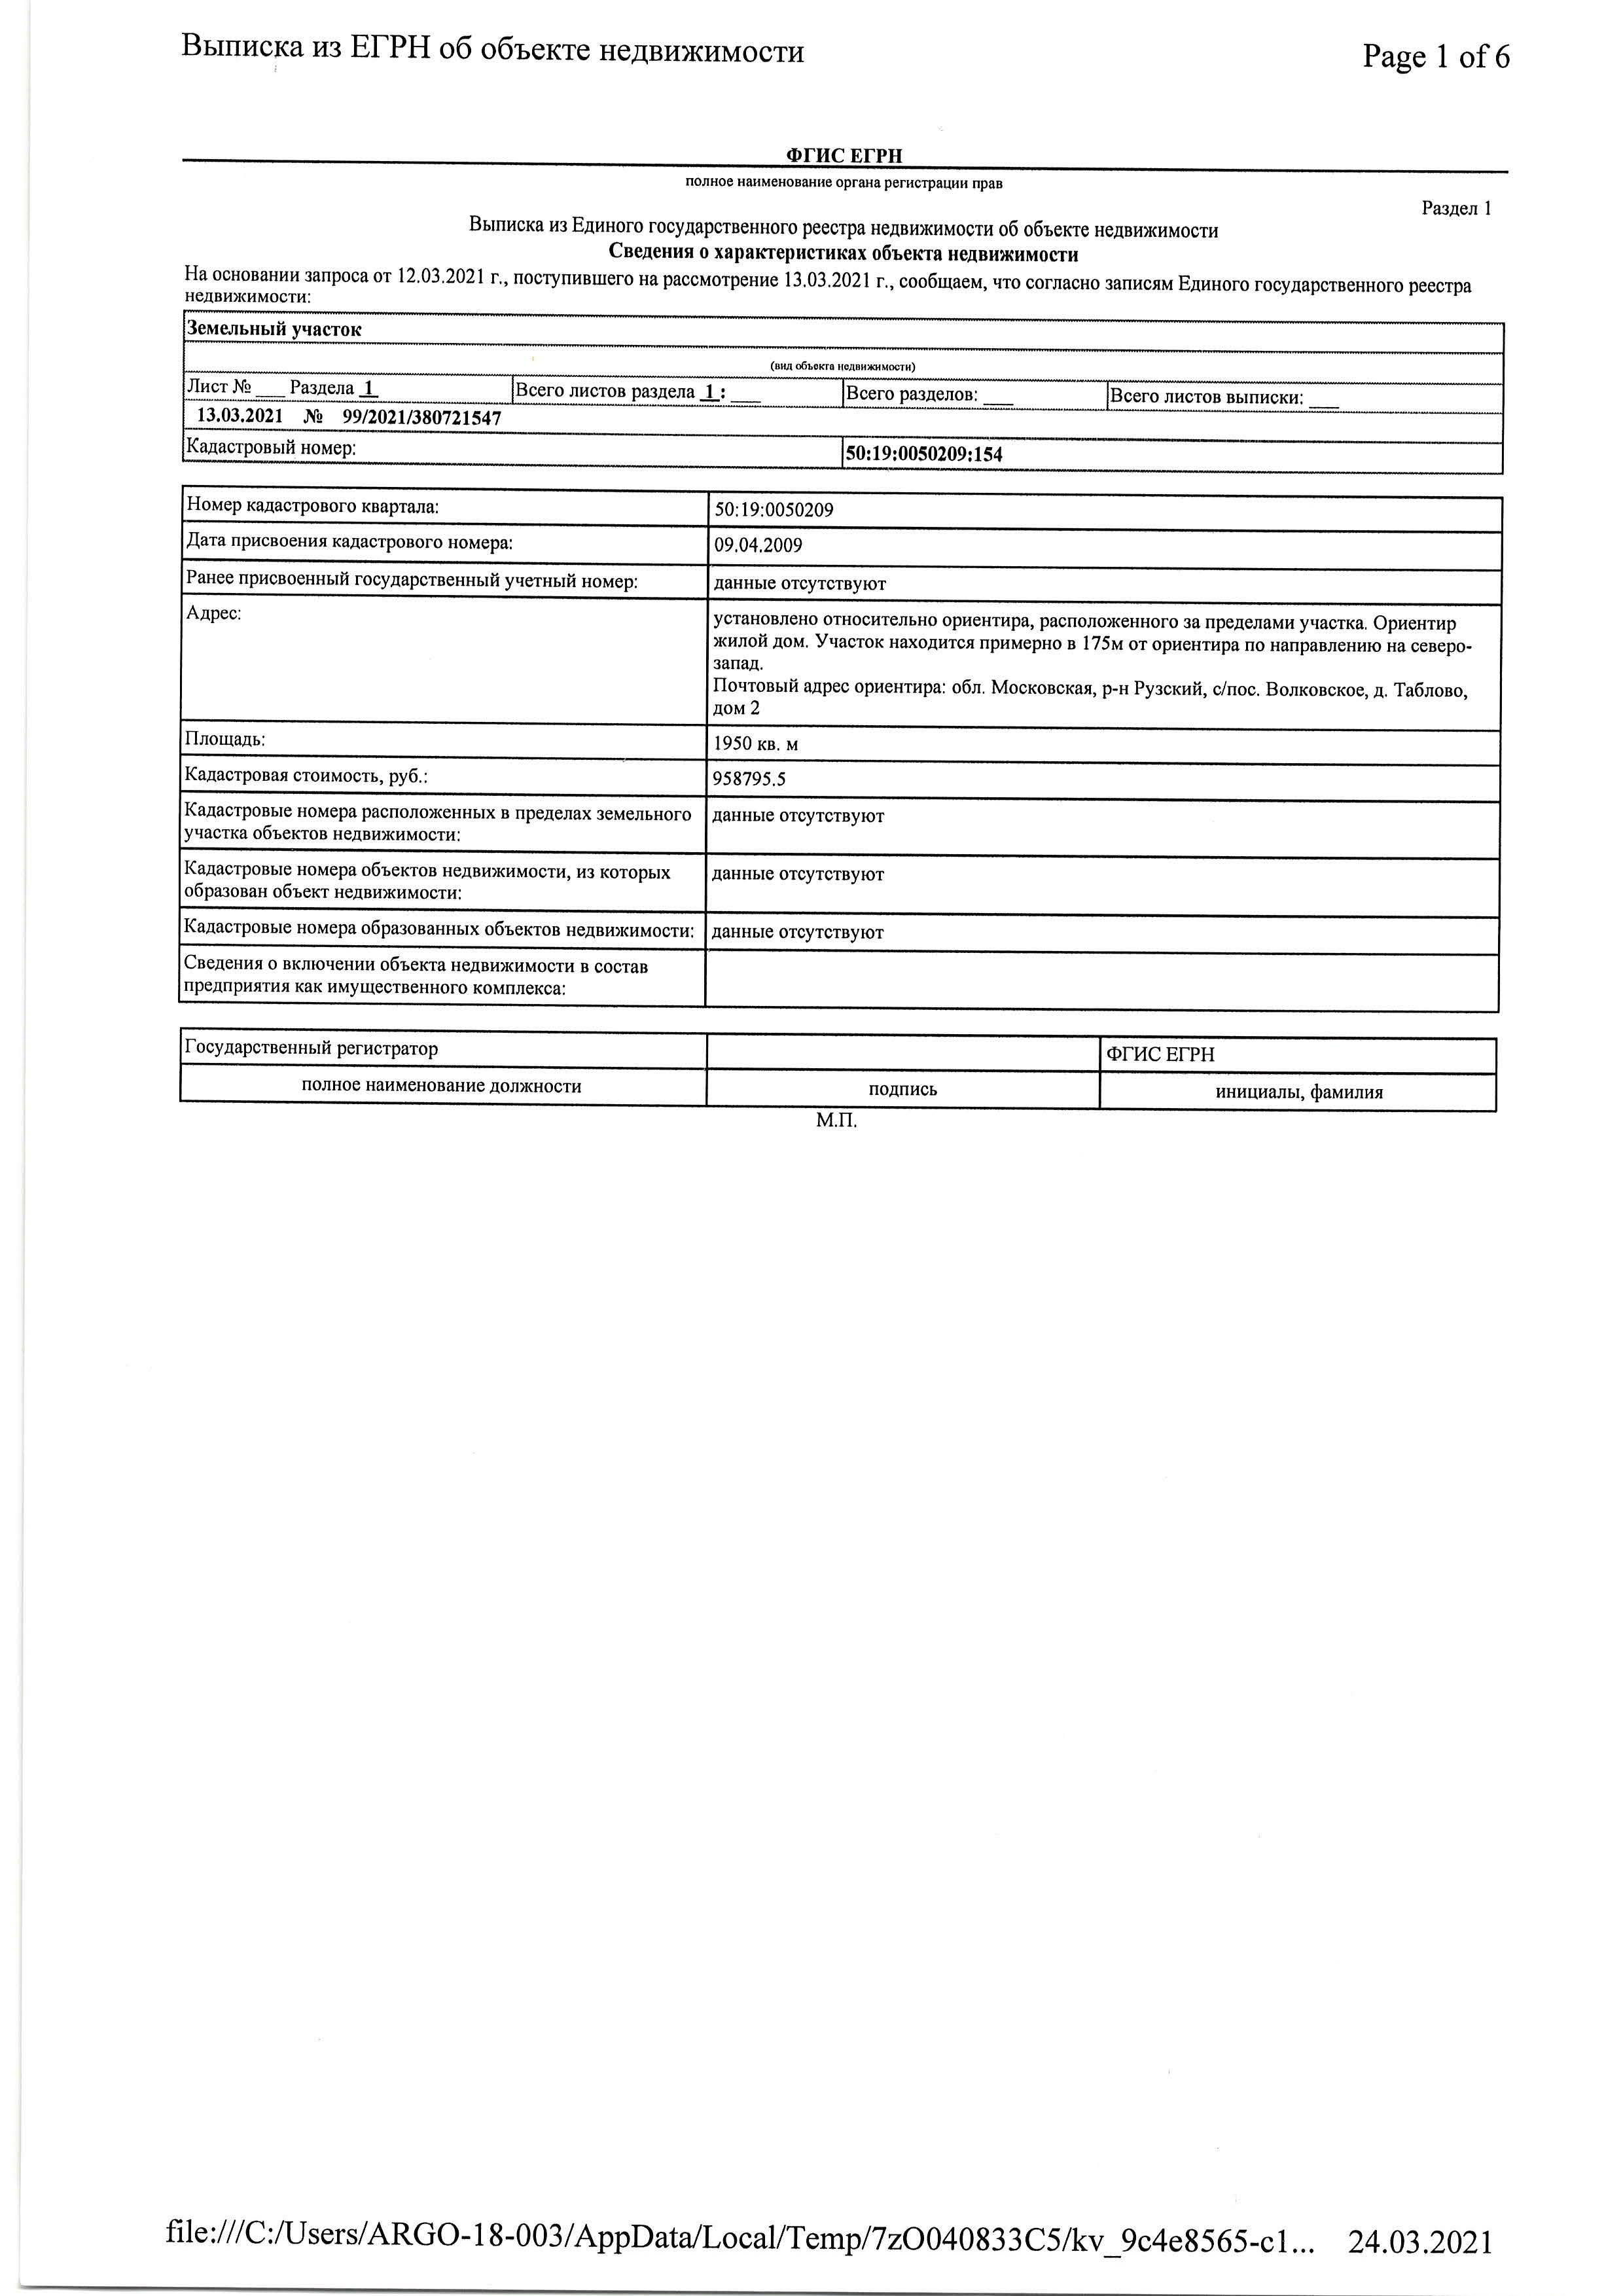 Выписка из ЕГРН об объекте недвижимости
Page 1 of 6
ФГИС ЕГРН
полное наименование органа регистрации прав
Раздел 1
Выписка из Единого государственного реестра недвижимости об объекте недвижимости
Сведения о характеристиках объекта недвижимости
На основании запроса от 12.03.2021 г., поступившего на рассмотрение 13.03.2021 г., сообщаем, что согласно записям Единого государственного реестра
недвижимости:
Земельный участок
(вид объекта недвижимости)
Лист № ___ Раздела 1 Всего листов раздела 1 : ___ Всего разделов: ___ Всего листов выписки: ___
13.03.2021 № 99/2021/380721547
Кадастровый номер: 50:19:0050209:154
Номер кадастрового квартала: 50:19:0050209
Дата присвоения кадастрового номера: 09.04.2009
Ранее присвоенный государственный учетный номер: данные отсутствуют
Адрес: установлено относительно ориентира, расположенного за пределами участка. Ориентир
жилой дом. Участок находится примерно в 175м от ориентира по направлению на северо-
запад.
Почтовый адрес ориентира: обл. Московская, р-н Рузский, с/пос. Волковское, д. Таблово,
дом 2
Площадь: 1950 кв. м
Кадастровая стоимость, руб.: 958795.5
Кадастровые номера расположенных в пределах земельного
участка объектов недвижимости:
данные отсутствуют
Кадастровые номера объектов недвижимости, из которых
образован объект недвижимости:
данные отсутствуют
Кадастровые номера образованных объектов недвижимости: данные отсутствуют
Сведения о включении объекта недвижимости в состав
предприятия как имущественного комплекса:
Государственный регистратор ФГИС ЕГРН
полное наименование должности подпись инициалы, фамилия
М.П.
file:///C:/Users/ARGO-18-003/AppData/Local/Temp/7zO040833C5/kv_9c4e8565-c1... 24.03.2021